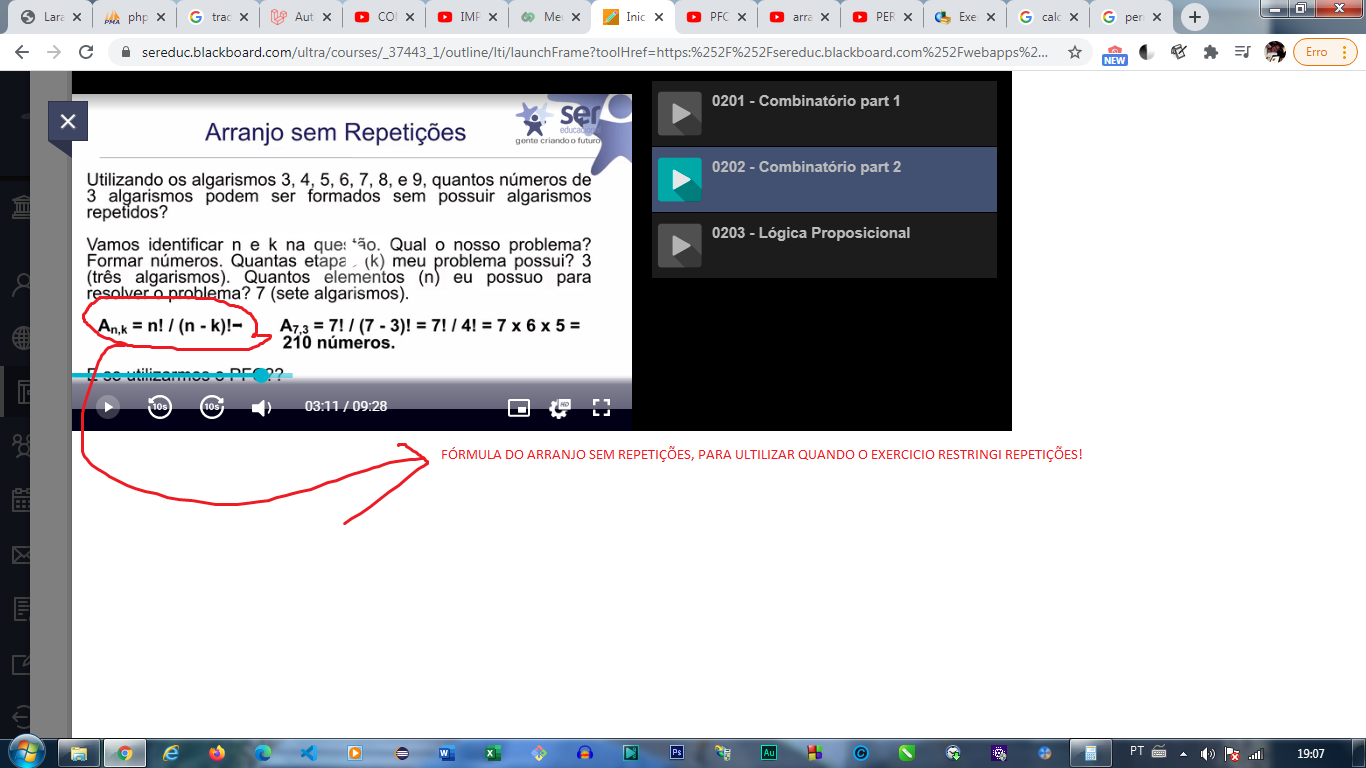 Lara
php
trac
Aut
COI
IMP
Me
Inic
PFC
arra
PER
Exe
calc
per
sereduc.blackboard.com/ultra/courses/_37443_1/outline/lti/launchFrame?toolHref=https:%252F%252Fsereduc.blackboard.com%252Fwebapps%2...
NEW
Erro
ser
educacional
gente criando o futuro
Arranjo sem Repetições
Utilizando os algarismos 3, 4, 5, 6, 7, 8, e 9, quantos números de
3 algarismos podem ser formados sem possuir algarismos
repetidos?
Vamos identificar n e k na questão. Qual o nosso problema?
Formar números. Quantas etapas (k) meu problema possui? 3
(três algarismos). Quantos elementos (n) eu possuo para
resolver o problema? 7 (sete algarismos).
An,k = n! / (n - k)!
A7,3 = 7! / (7 - 3)! = 7! / 4! = 7 x 6 x 5 =
210 números.
E se utilizarmos o PFC??
10s
10s
03:11 / 09:28
HD
0201 - Combinatório part 1
0202 - Combinatório part 2
0203 - Lógica Proposicional
FÓRMULA DO ARRANJO SEM REPETIÇÕES, PARA ULTILIZAR QUANDO O EXERCICIO RESTRINGI REPETIÇÕES!
PT
19:07